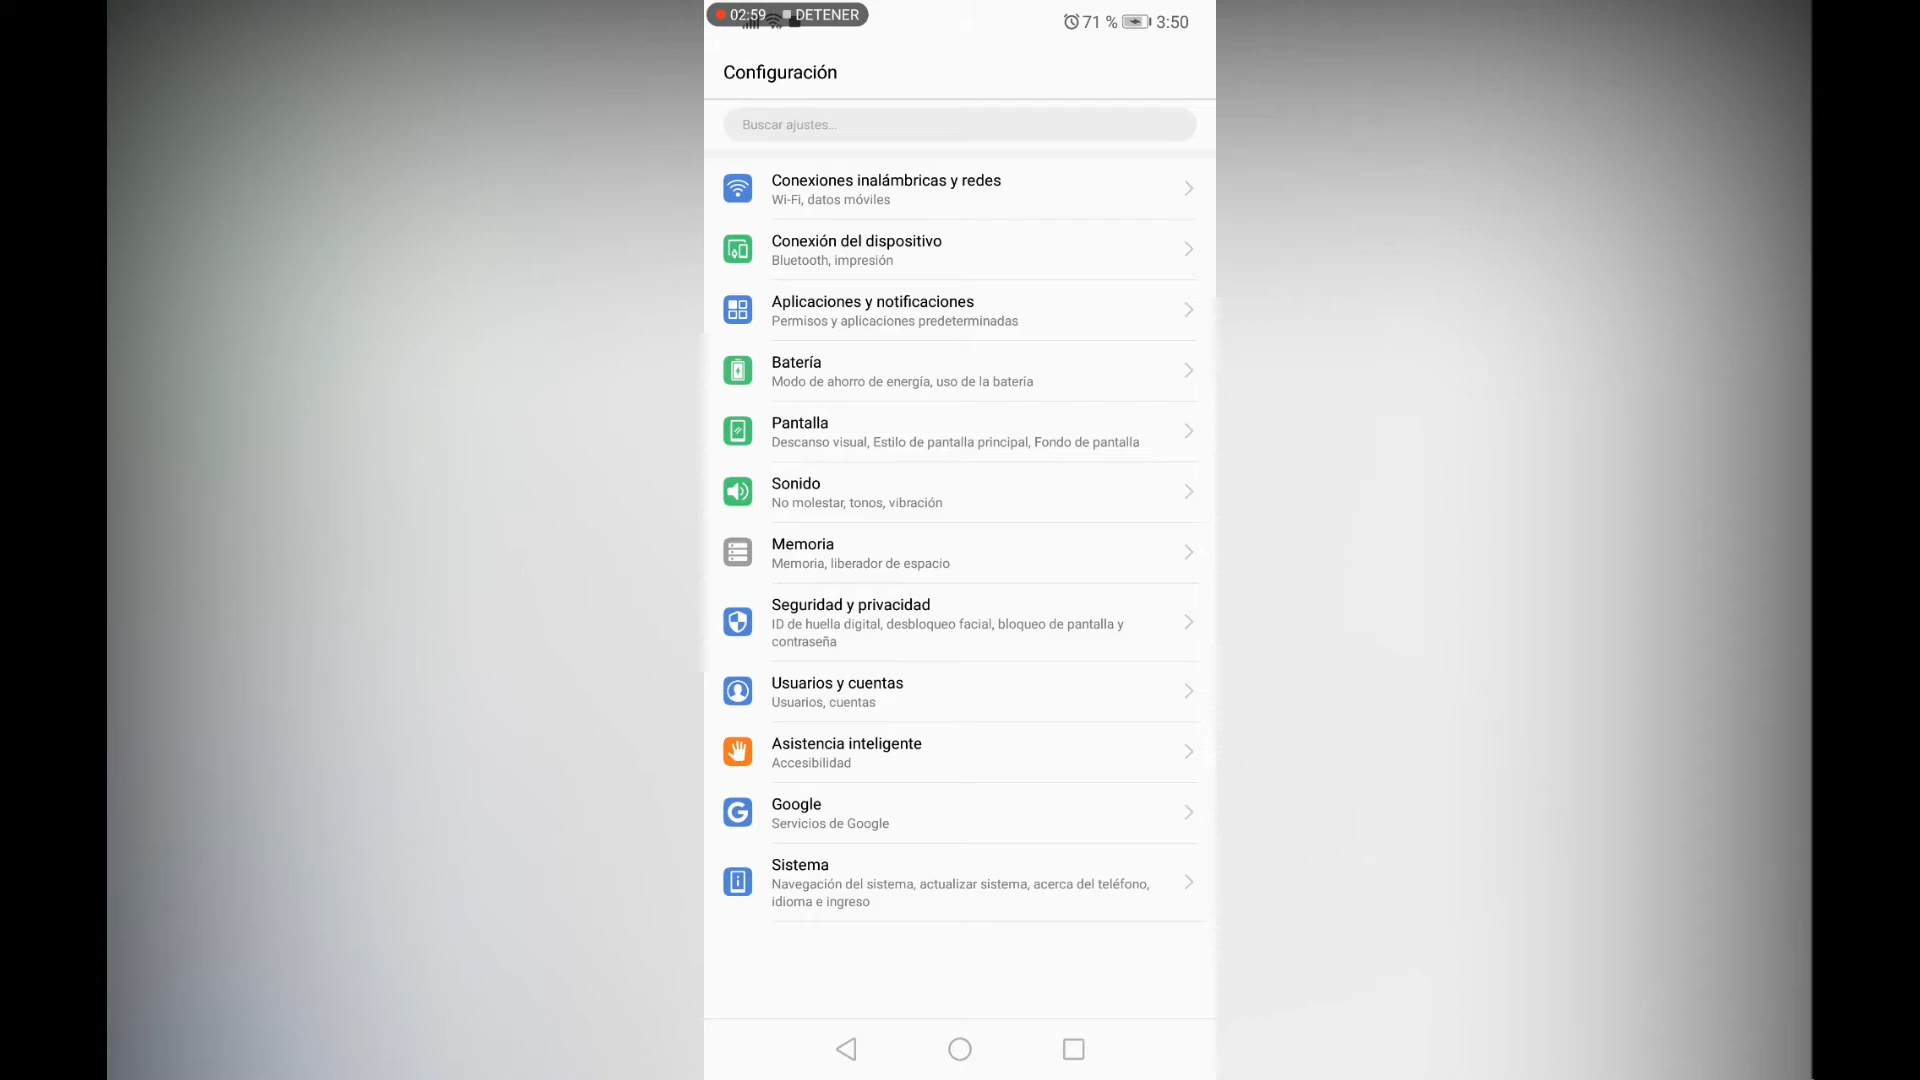 02:59 DETENER
71 % 3:50
Configuración
Buscar ajustes...
Conexiones inalámbricas y redes
Wi-Fi, datos móviles
Conexión del dispositivo
Bluetooth, impresión
Aplicaciones y notificaciones
Permisos y aplicaciones predeterminadas
Batería
Modo de ahorro de energía, uso de la batería
Pantalla
Descanso visual, Estilo de pantalla principal, Fondo de pantalla
Sonido
No molestar, tonos, vibración
Memoria
Memoria, liberador de espacio
Seguridad y privacidad
ID de huella digital, desbloqueo facial, bloqueo de pantalla y
contraseña
Usuarios y cuentas
Usuarios, cuentas
Asistencia inteligente
Accesibilidad
Google
Servicios de Google
Sistema
Navegación del sistema, actualizar sistema, acerca del teléfono,
idioma e ingreso